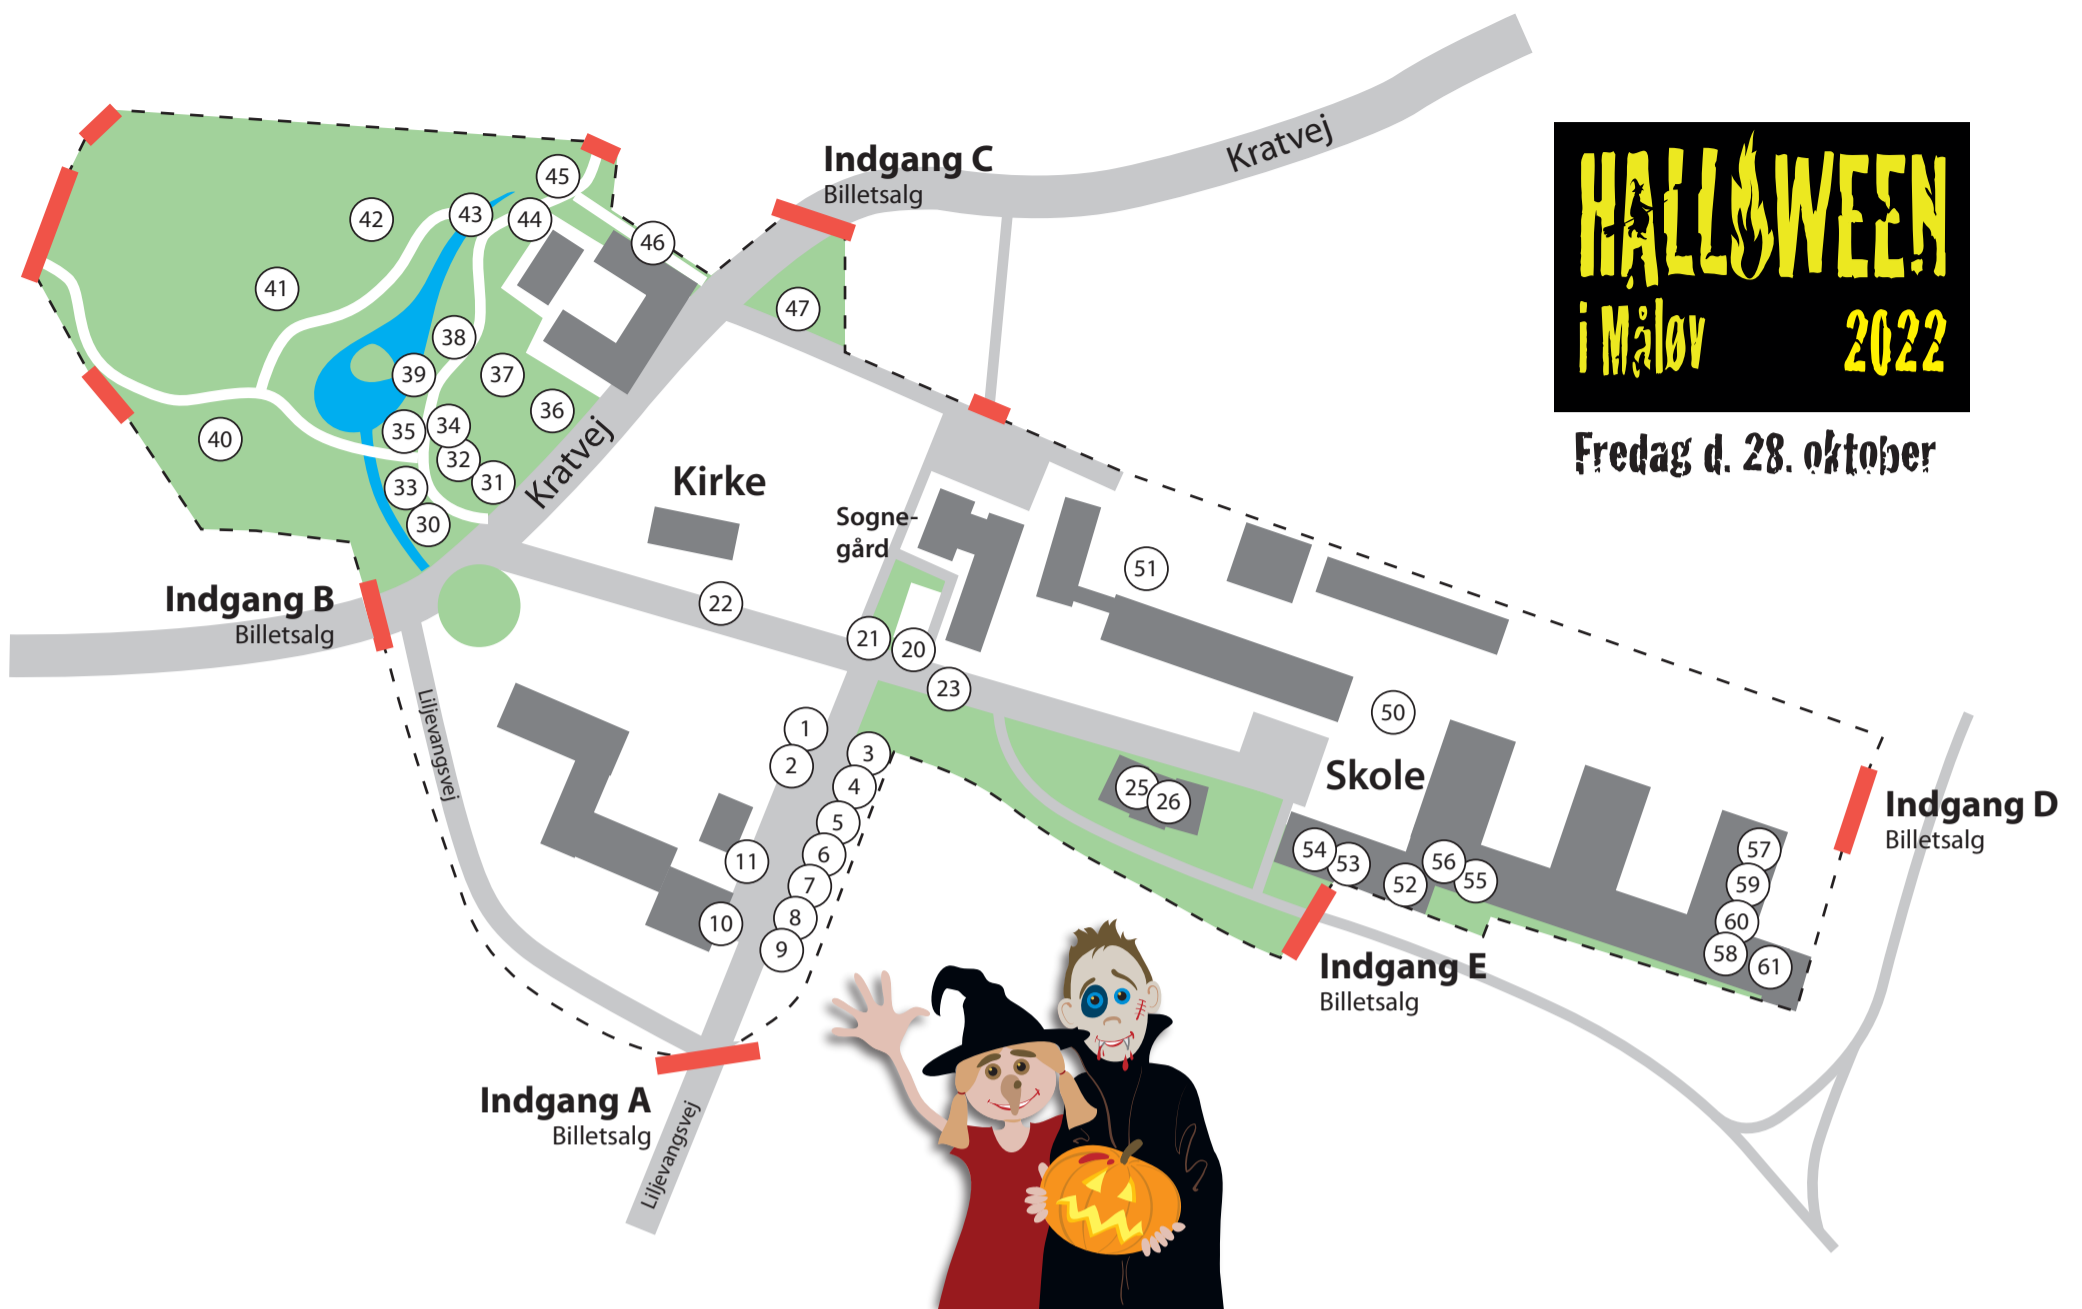 HALLOWEEN
i Måløv 2022
Fredag d. 28. oktober
Indgang C
Billetsalg
Kratvej
45
42
43
44
46
41
47
38
39
37
36
40
35
34
32
31
33
30
Kratvej
Kirke
Sogne-
gård
51
Indgang B
Billetsalg
22
21
20
23
50
Liljevangsvej
1
2
3
4
5
6
7
8
9
10
11
25
26
Skole
Indgang D
Billetsalg
54
53
52
56
55
57
59
60
58
61
Indgang E
Billetsalg
Indgang A
Billetsalg
Liljevangsvej